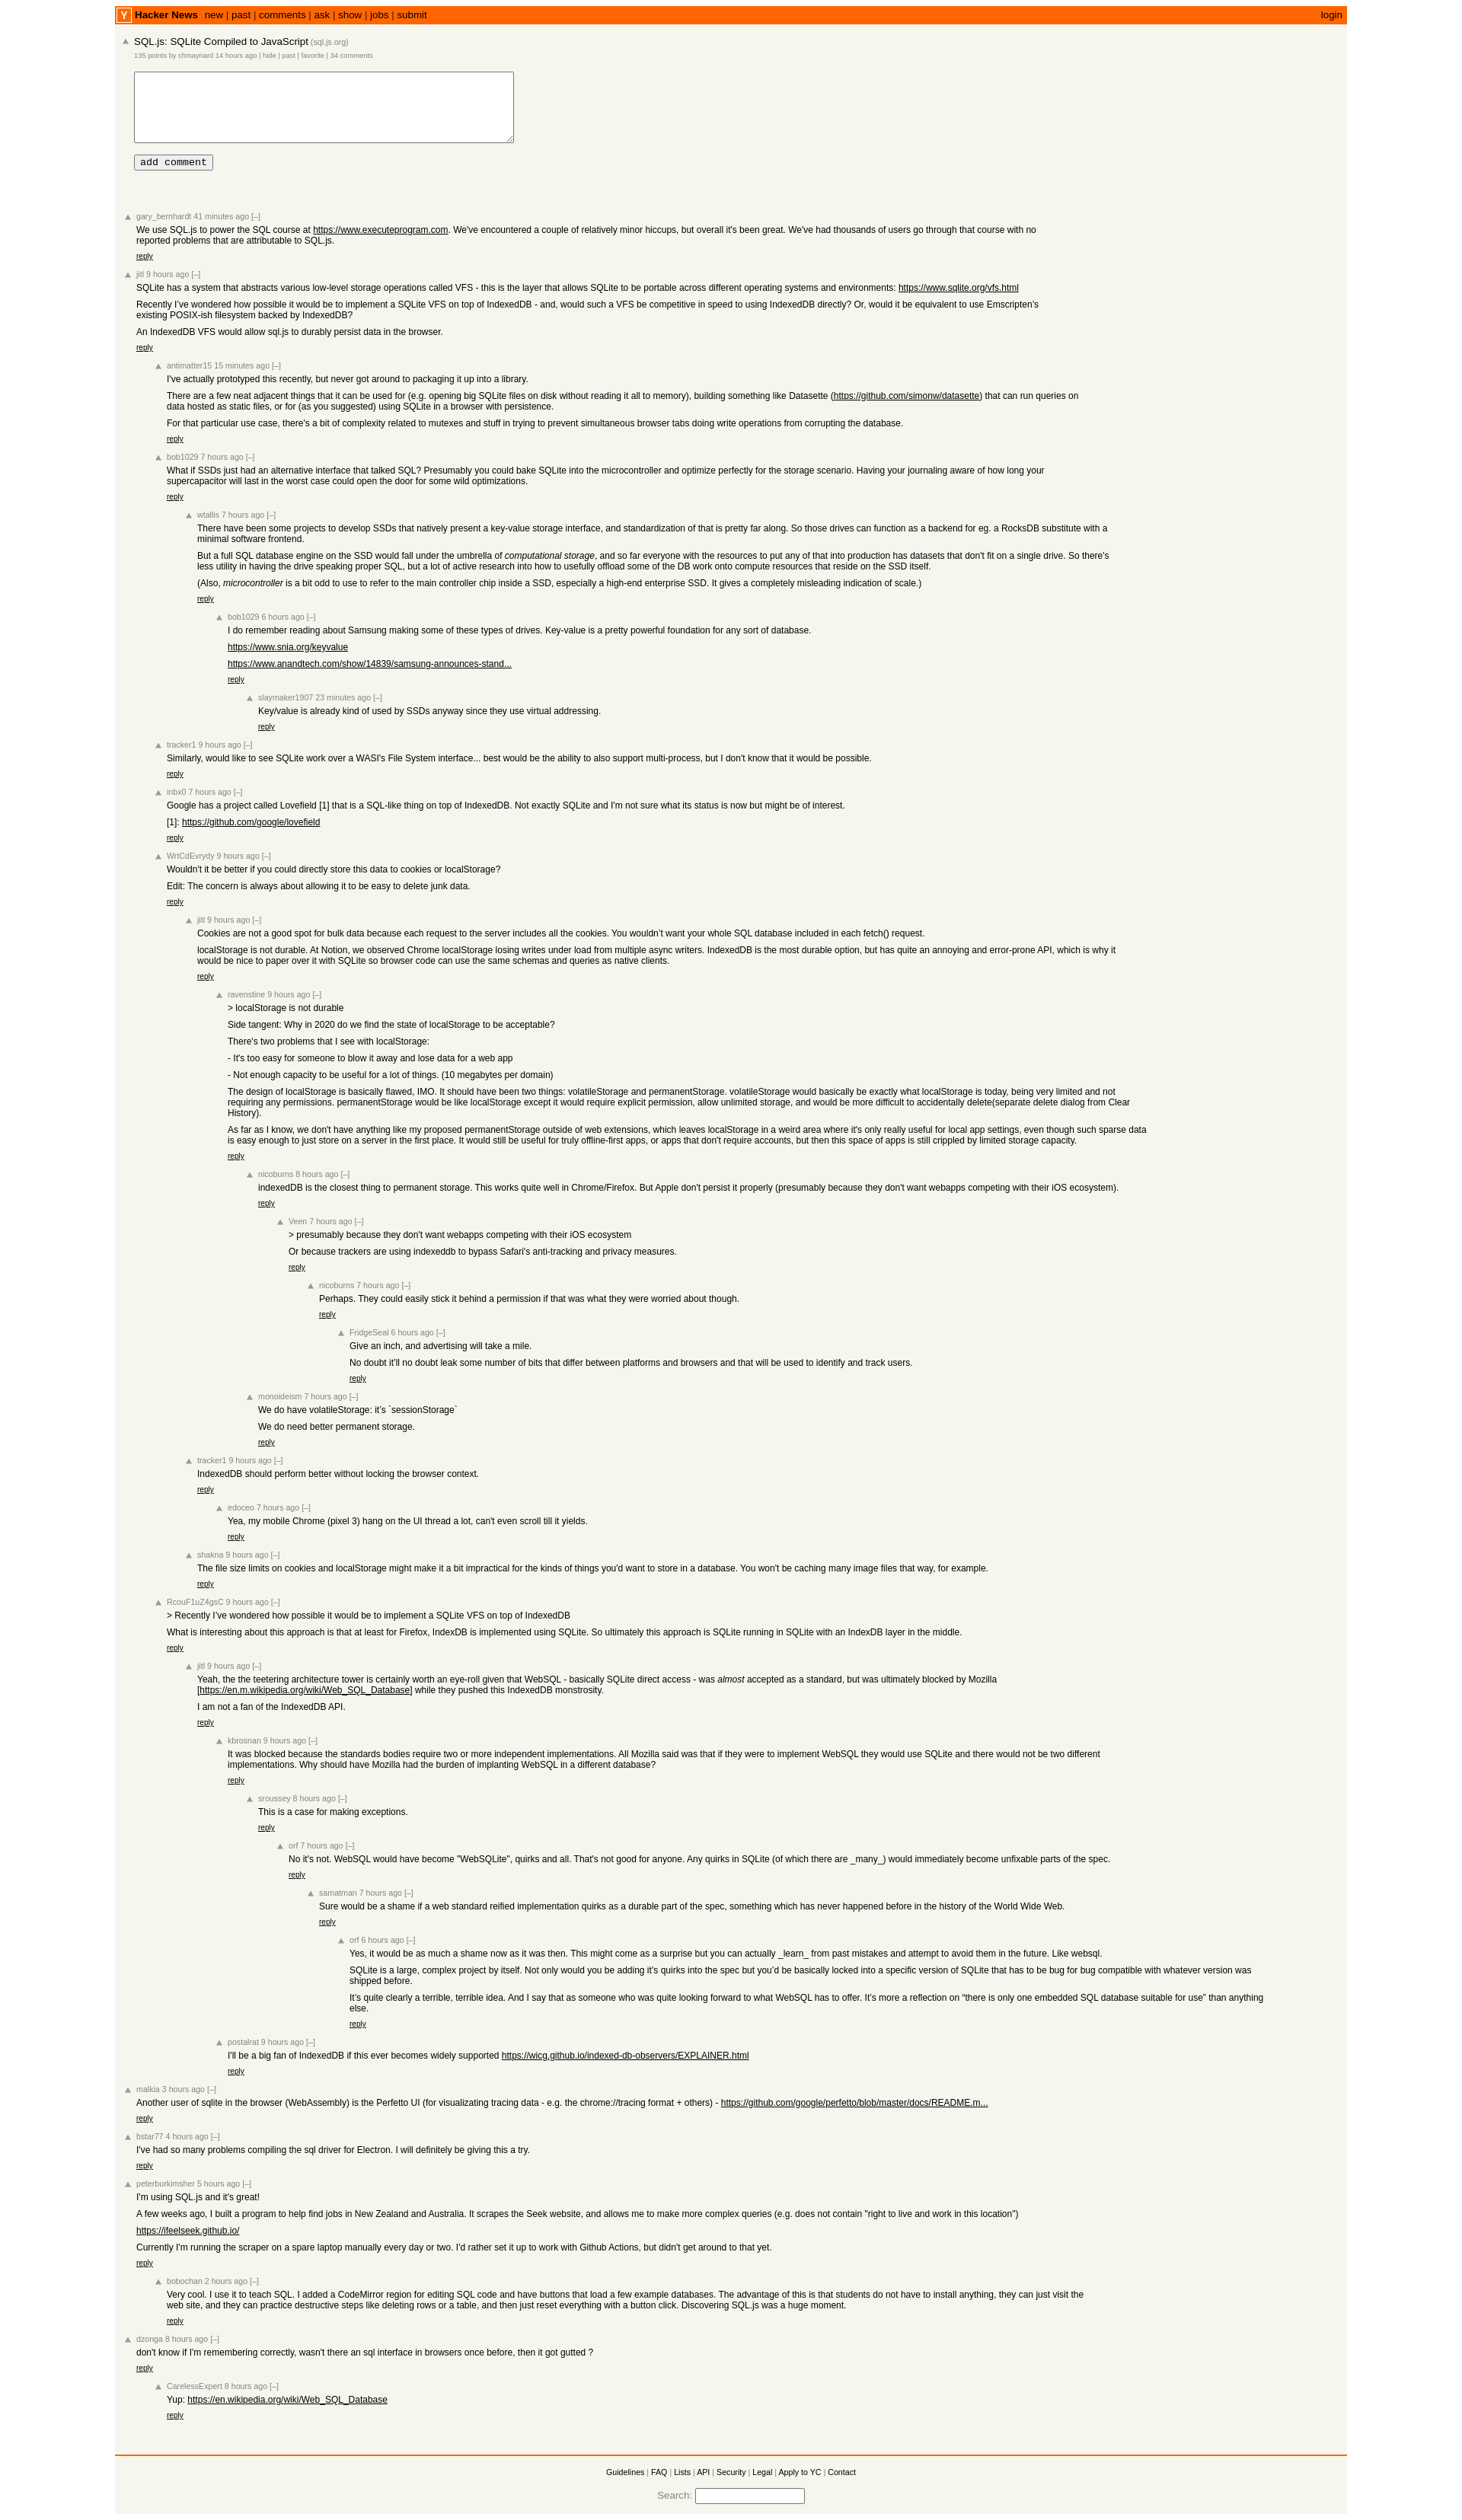 Y Hacker News new | past | comments | ask | show | jobs | submit login
SQL.js: SQLite Compiled to JavaScript (sql.js.org)
135 points by chmaynard 14 hours ago | hide | past | favorite | 34 comments
add comment
gary_bernhardt 41 minutes ago [–]
We use SQL.js to power the SQL course at https://www.executeprogram.com. We've encountered a couple of relatively minor hiccups, but overall it's been great. We've had thousands of users go through that course with no
reported problems that are attributable to SQL.js.
reply
jitl 9 hours ago [–]
SQLite has a system that abstracts various low-level storage operations called VFS - this is the layer that allows SQLite to be portable across different operating systems and environments: https://www.sqlite.org/vfs.html
Recently I've wondered how possible it would be to implement a SQLite VFS on top of IndexedDB - and, would such a VFS be competitive in speed to using IndexedDB directly? Or, would it be equivalent to use Emscripten's
existing POSIX-ish filesystem backed by IndexedDB?
An IndexedDB VFS would allow sql.js to durably persist data in the browser.
reply
antimatter15 15 minutes ago [–]
I've actually prototyped this recently, but never got around to packaging it up into a library.
There are a few neat adjacent things that it can be used for (e.g. opening big SQLite files on disk without reading it all to memory), building something like Datasette (https://github.com/simonw/datasette) that can run queries on
data hosted as static files, or for (as you suggested) using SQLite in a browser with persistence.
For that particular use case, there's a bit of complexity related to mutexes and stuff in trying to prevent simultaneous browser tabs doing write operations from corrupting the database.
reply
bob1029 7 hours ago [–]
What if SSDs just had an alternative interface that talked SQL? Presumably you could bake SQLite into the microcontroller and optimize perfectly for the storage scenario. Having your journaling aware of how long your
supercapacitor will last in the worst case could open the door for some wild optimizations.
reply
wtallis 7 hours ago [–]
There have been some projects to develop SSDs that natively present a key-value storage interface, and standardization of that is pretty far along. So those drives can function as a backend for eg. a RocksDB substitute with a
minimal software frontend.
But a full SQL database engine on the SSD would fall under the umbrella of computational storage, and so far everyone with the resources to put any of that into production has datasets that don't fit on a single drive. So there's
less utility in having the drive speaking proper SQL, but a lot of active research into how to usefully offload some of the DB work onto compute resources that reside on the SSD itself.
(Also, microcontroller is a bit odd to use to refer to the main controller chip inside a SSD, especially a high-end enterprise SSD. It gives a completely misleading indication of scale.)
reply
bob1029 6 hours ago [–]
I do remember reading about Samsung making some of these types of drives. Key-value is a pretty powerful foundation for any sort of database.
https://www.snia.org/keyvalue
https://www.anandtech.com/show/14839/samsung-announces-stand...
reply
slaymaker1907 23 minutes ago [–]
Key/value is already kind of used by SSDs anyway since they use virtual addressing.
reply
tracker1 9 hours ago [–]
Similarly, would like to see SQLite work over a WASI's File System interface... best would be the ability to also support multi-process, but I don't know that it would be possible.
reply
inbx0 7 hours ago [–]
Google has a project called Lovefield [1] that is a SQL-like thing on top of IndexedDB. Not exactly SQLite and I'm not sure what its status is now but might be of interest.
[1]: https://github.com/google/lovefield
reply
WrtCdEvrydy 9 hours ago [–]
Wouldn't it be better if you could directly store this data to cookies or localStorage?
Edit: The concern is always about allowing it to be easy to delete junk data.
reply
jitl 9 hours ago [–]
Cookies are not a good spot for bulk data because each request to the server includes all the cookies. You wouldn't want your whole SQL database included in each fetch() request.
localStorage is not durable. At Notion, we observed Chrome localStorage losing writes under load from multiple async writers. IndexedDB is the most durable option, but has quite an annoying and error-prone API, which is why it
would be nice to paper over it with SQLite so browser code can use the same schemas and queries as native clients.
reply
ravenstine 9 hours ago [–]
> localStorage is not durable
Side tangent: Why in 2020 do we find the state of localStorage to be acceptable?
There's two problems that I see with localStorage:
- It's too easy for someone to blow it away and lose data for a web app
- Not enough capacity to be useful for a lot of things. (10 megabytes per domain)
The design of localStorage is basically flawed, IMO. It should have been two things: volatileStorage and permanentStorage. volatileStorage would basically be exactly what localStorage is today, being very limited and not
requiring any permissions. permanentStorage would be like localStorage except it would require explicit permission, allow unlimited storage, and would be more difficult to accidentally delete(separate delete dialog from Clear
History).
As far as I know, we don't have anything like my proposed permanentStorage outside of web extensions, which leaves localStorage in a weird area where it's only really useful for local app settings, even though such sparse data
is easy enough to just store on a server in the first place. It would still be useful for truly offline-first apps, or apps that don't require accounts, but then this space of apps is still crippled by limited storage capacity.
reply
nicoburns 8 hours ago [–]
indexedDB is the closest thing to permanent storage. This works quite well in Chrome/Firefox. But Apple don't persist it properly (presumably because they don't want webapps competing with their iOS ecosystem).
reply
Veen 7 hours ago [–]
> presumably because they don't want webapps competing with their iOS ecosystem
Or because trackers are using indexeddb to bypass Safari's anti-tracking and privacy measures.
reply
nicoburns 7 hours ago [–]
Perhaps. They could easily stick it behind a permission if that was what they were worried about though.
reply
FridgeSeal 6 hours ago [–]
Give an inch, and advertising will take a mile.
No doubt it'll no doubt leak some number of bits that differ between platforms and browsers and that will be used to identify and track users.
reply
monoideism 7 hours ago [–]
We do have volatileStorage: it's `sessionStorage`
We do need better permanent storage.
reply
tracker1 9 hours ago [–]
IndexedDB should perform better without locking the browser context.
reply
edoceo 7 hours ago [–]
Yea, my mobile Chrome (pixel 3) hang on the UI thread a lot, can't even scroll till it yields.
reply
shakna 9 hours ago [–]
The file size limits on cookies and localStorage might make it a bit impractical for the kinds of things you'd want to store in a database. You won't be caching many image files that way, for example.
reply
RcouF1uZ4gsC 9 hours ago [–]
> Recently I've wondered how possible it would be to implement a SQLite VFS on top of IndexedDB
What is interesting about this approach is that at least for Firefox, IndexDB is implemented using SQLite. So ultimately this approach is SQLite running in SQLite with an IndexDB layer in the middle.
reply
jitl 9 hours ago [–]
Yeah, the the teetering architecture tower is certainly worth an eye-roll given that WebSQL - basically SQLite direct access - was almost accepted as a standard, but was ultimately blocked by Mozilla
[https://en.m.wikipedia.org/wiki/Web_SQL_Database] while they pushed this IndexedDB monstrosity.
I am not a fan of the IndexedDB API.
reply
kbrosnan 9 hours ago [–]
It was blocked because the standards bodies require two or more independent implementations. All Mozilla said was that if they were to implement WebSQL they would use SQLite and there would not be two different
implementations. Why should have Mozilla had the burden of implanting WebSQL in a different database?
reply
sroussey 8 hours ago [–]
This is a case for making exceptions.
reply
orf 7 hours ago [–]
No it's not. WebSQL would have become "WebSQLite", quirks and all. That's not good for anyone. Any quirks in SQLite (of which there are _many_) would immediately become unfixable parts of the spec.
reply
samatman 7 hours ago [–]
Sure would be a shame if a web standard reified implementation quirks as a durable part of the spec, something which has never happened before in the history of the World Wide Web.
reply
orf 6 hours ago [–]
Yes, it would be as much a shame now as it was then. This might come as a surprise but you can actually _learn_ from past mistakes and attempt to avoid them in the future. Like websql.
SQLite is a large, complex project by itself. Not only would you be adding it's quirks into the spec but you'd be basically locked into a specific version of SQLite that has to be bug for bug compatible with whatever version was
shipped before.
It's quite clearly a terrible, terrible idea. And I say that as someone who was quite looking forward to what WebSQL has to offer. It's more a reflection on “there is only one embedded SQL database suitable for use” than anything
else.
reply
postalrat 9 hours ago [–]
I'll be a big fan of IndexedDB if this ever becomes widely supported https://wicg.github.io/indexed-db-observers/EXPLAINER.html
reply
malkia 3 hours ago [–]
Another user of sqlite in the browser (WebAssembly) is the Perfetto UI (for visualizating tracing data - e.g. the chrome://tracing format + others) - https://github.com/google/perfetto/blob/master/docs/README.m...
reply
bstar77 4 hours ago [–]
I've had so many problems compiling the sql driver for Electron. I will definitely be giving this a try.
reply
peterburkimsher 5 hours ago [–]
I'm using SQL.js and it's great!
A few weeks ago, I built a program to help find jobs in New Zealand and Australia. It scrapes the Seek website, and allows me to make more complex queries (e.g. does not contain "right to live and work in this location")
https://ifeelseek.github.io/
Currently I'm running the scraper on a spare laptop manually every day or two. I'd rather set it up to work with Github Actions, but didn't get around to that yet.
reply
bobochan 2 hours ago [–]
Very cool. I use it to teach SQL. I added a CodeMirror region for editing SQL code and have buttons that load a few example databases. The advantage of this is that students do not have to install anything, they can just visit the
web site, and they can practice destructive steps like deleting rows or a table, and then just reset everything with a button click. Discovering SQL.js was a huge moment.
reply
dzonga 8 hours ago [–]
don't know if I'm remembering correctly, wasn't there an sql interface in browsers once before, then it got gutted ?
reply
CarelessExpert 8 hours ago [–]
Yup: https://en.wikipedia.org/wiki/Web_SQL_Database
reply
Guidelines | FAQ | Lists | API | Security | Legal | Apply to YC | Contact
Search: